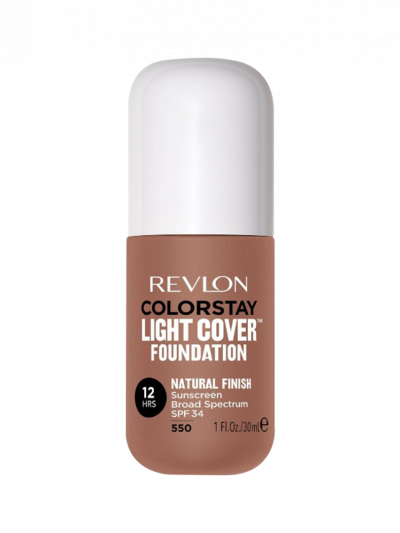 REVLON
COLORSTAY
LIGHT COVER™
FOUNDATION
12
HRS
NATURAL FINISH
Sunscreen
Broad Spectrum
SPF 34
550 1 Fl.Oz./30ml ℮